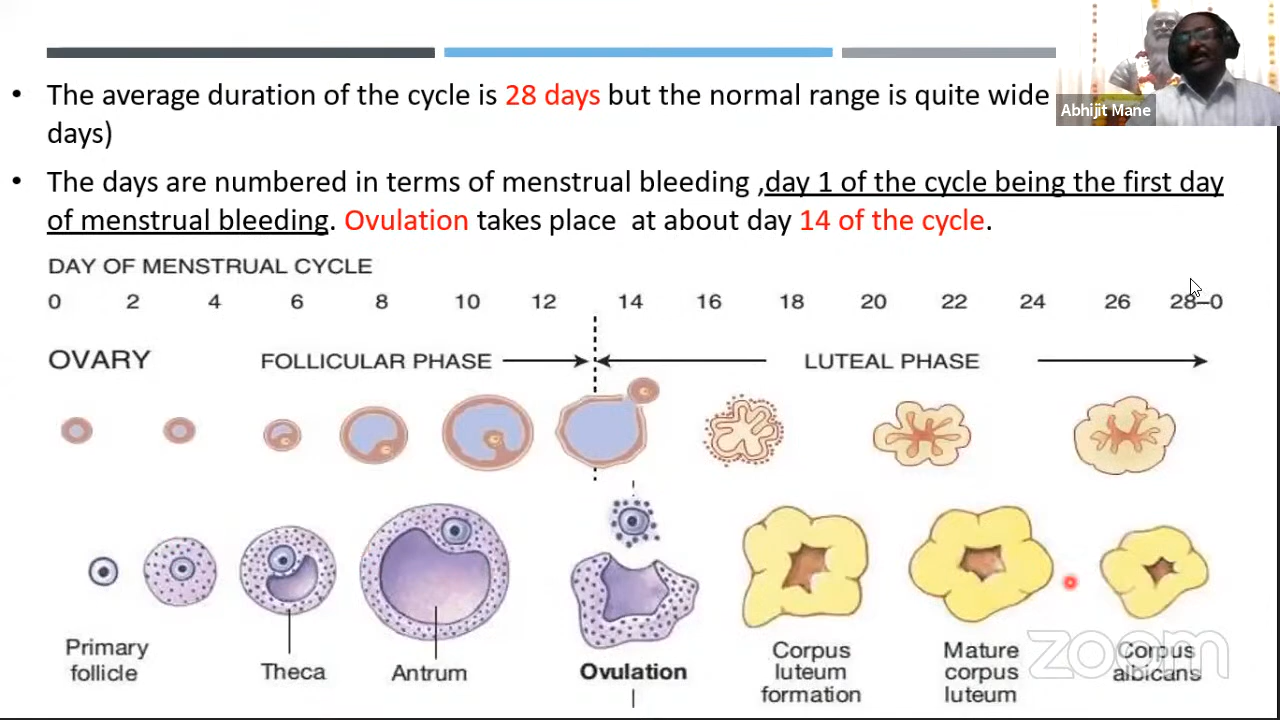 • The average duration of the cycle is 28 days but the normal range is quite wide
days)
• The days are numbered in terms of menstrual bleeding ,day 1 of the cycle being the first day
of menstrual bleeding. Ovulation takes place at about day 14 of the cycle.
Abhijit Mane
DAY OF MENSTRUAL CYCLE
0 2 4 6 8 10 12 14 16 18 20 22 24 26 28–0
OVARY FOLLICULAR PHASE LUTEAL PHASE
Primary
follicle
Theca
Antrum
Ovulation
Corpus
luteum
formation
Mature
corpus
luteum
Corpus
albicans
zoom